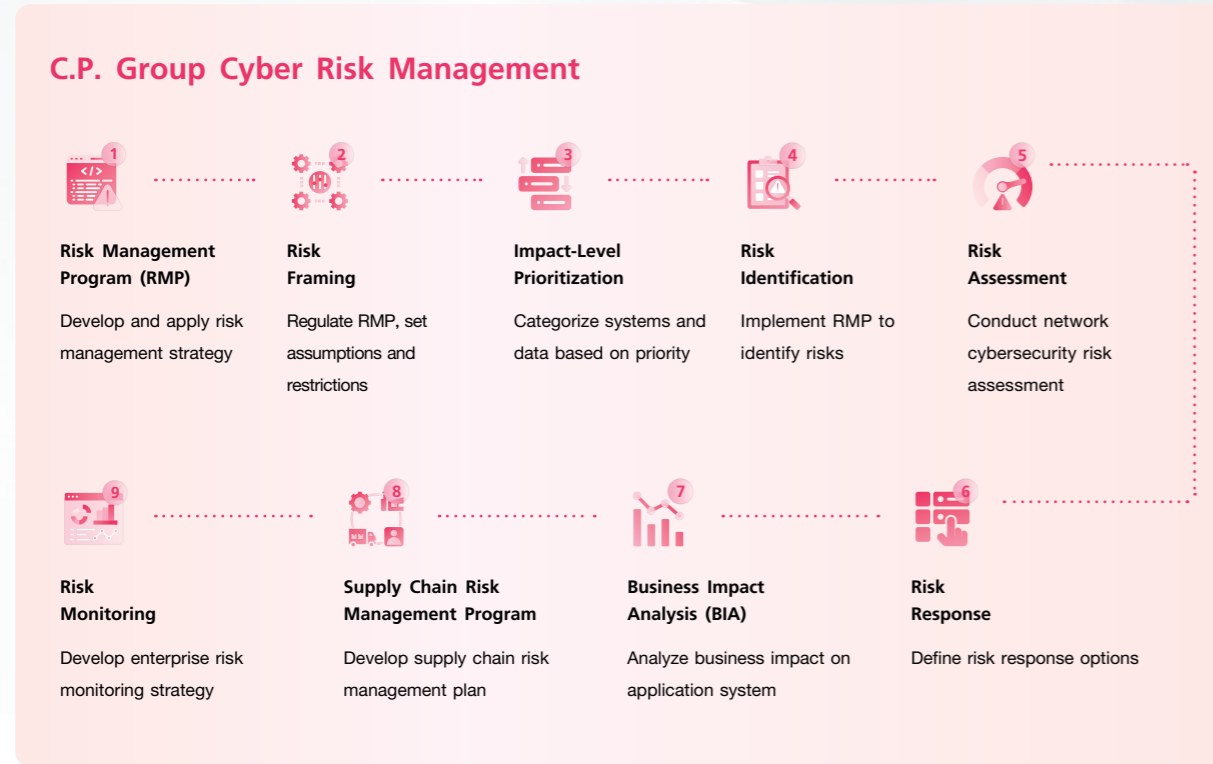 C.P. Group Cyber Risk Management
1
Risk Management
Program (RMP)
Develop and apply risk
management strategy
2
Risk
Framing
Regulate RMP, set
assumptions and
restrictions
3
Impact-Level
Prioritization
Categorize systems and
data based on priority
4
Risk
Identification
Implement RMP to
identify risks
5
Risk
Assessment
Conduct network
cybersecurity risk
assessment
6
Risk
Response
Define risk response options
7
Business Impact
Analysis (BIA)
Analyze business impact on
application system
8
Supply Chain Risk
Management Program
Develop supply chain risk
management plan
9
Risk
Monitoring
Develop enterprise risk
monitoring strategy